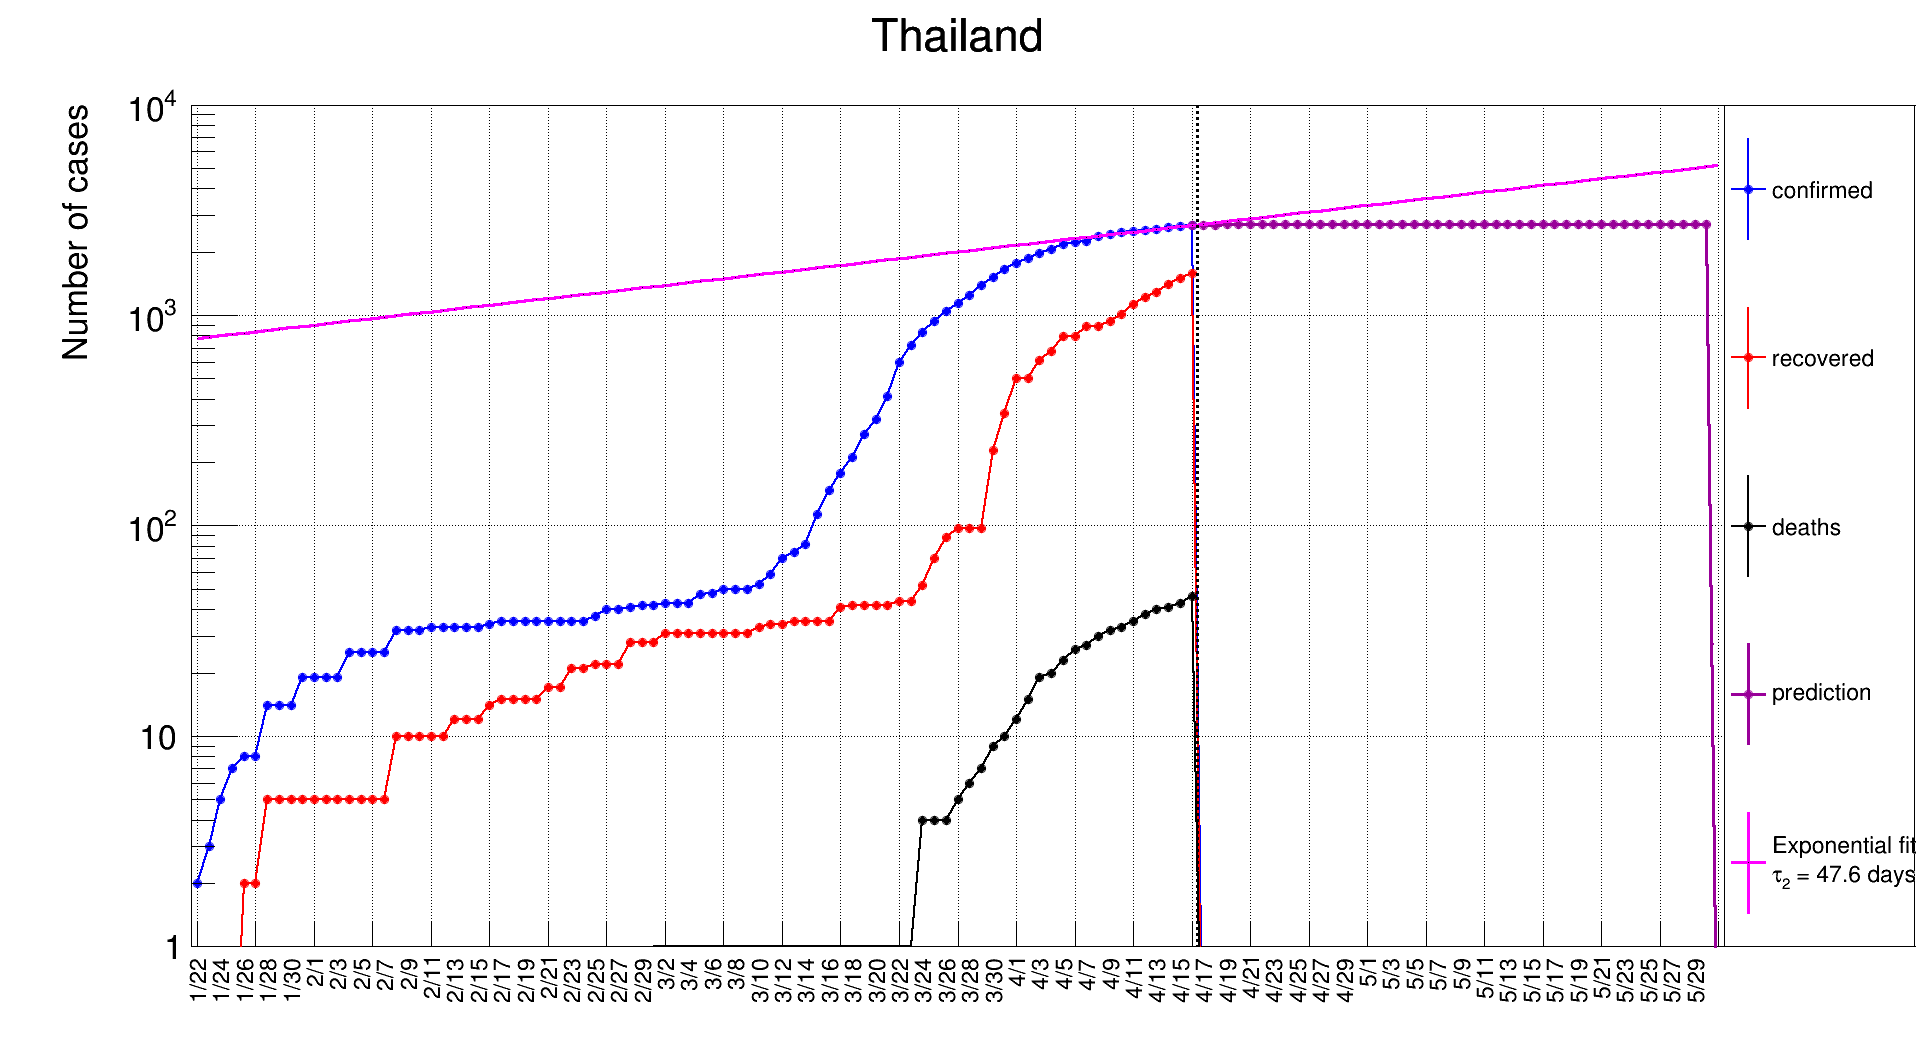 Thailand
Number of cases
10⁴
10³
10²
10
1
1/22 1/24 1/26 1/28 1/30 2/1 2/3 2/5 2/7 2/9 2/11 2/13 2/15 2/17 2/19 2/21 2/23 2/25 2/27 2/29 3/2 3/4 3/6 3/8 3/10 3/12 3/14 3/16 3/18 3/20 3/22 3/24 3/26 3/28 3/30 4/1 4/3 4/5 4/7 4/9 4/11 4/13 4/15 4/17 4/19 4/21 4/23 4/25 4/27 4/29 5/1 5/3 5/5 5/7 5/9 5/11 5/13 5/15 5/17 5/19 5/21 5/23 5/25 5/27 5/29
confirmed
recovered
deaths
prediction
Exponential fit
τ₂ = 47.6 days